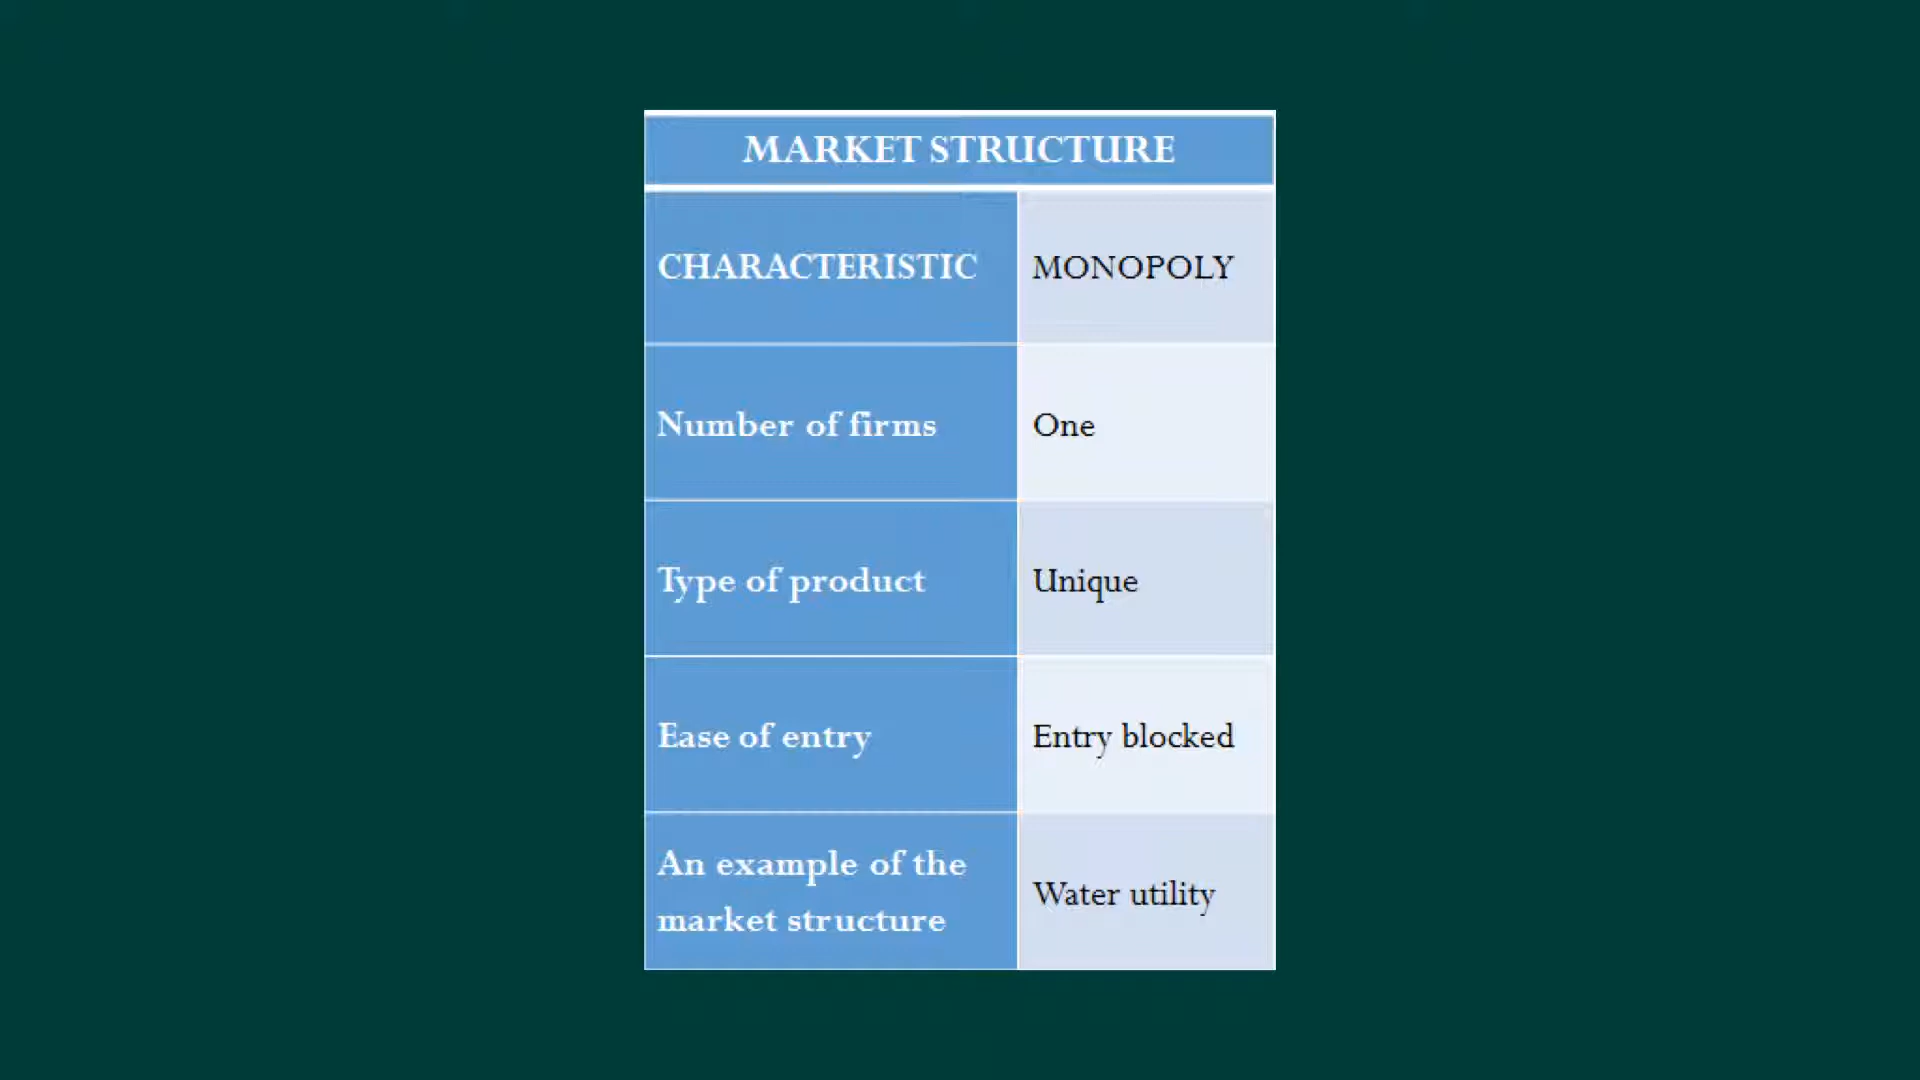 MARKET STRUCTURE
CHARACTERISTIC MONOPOLY
Number of firms One
Type of product Unique
Ease of entry Entry blocked
An example of the
market structure
Water utility